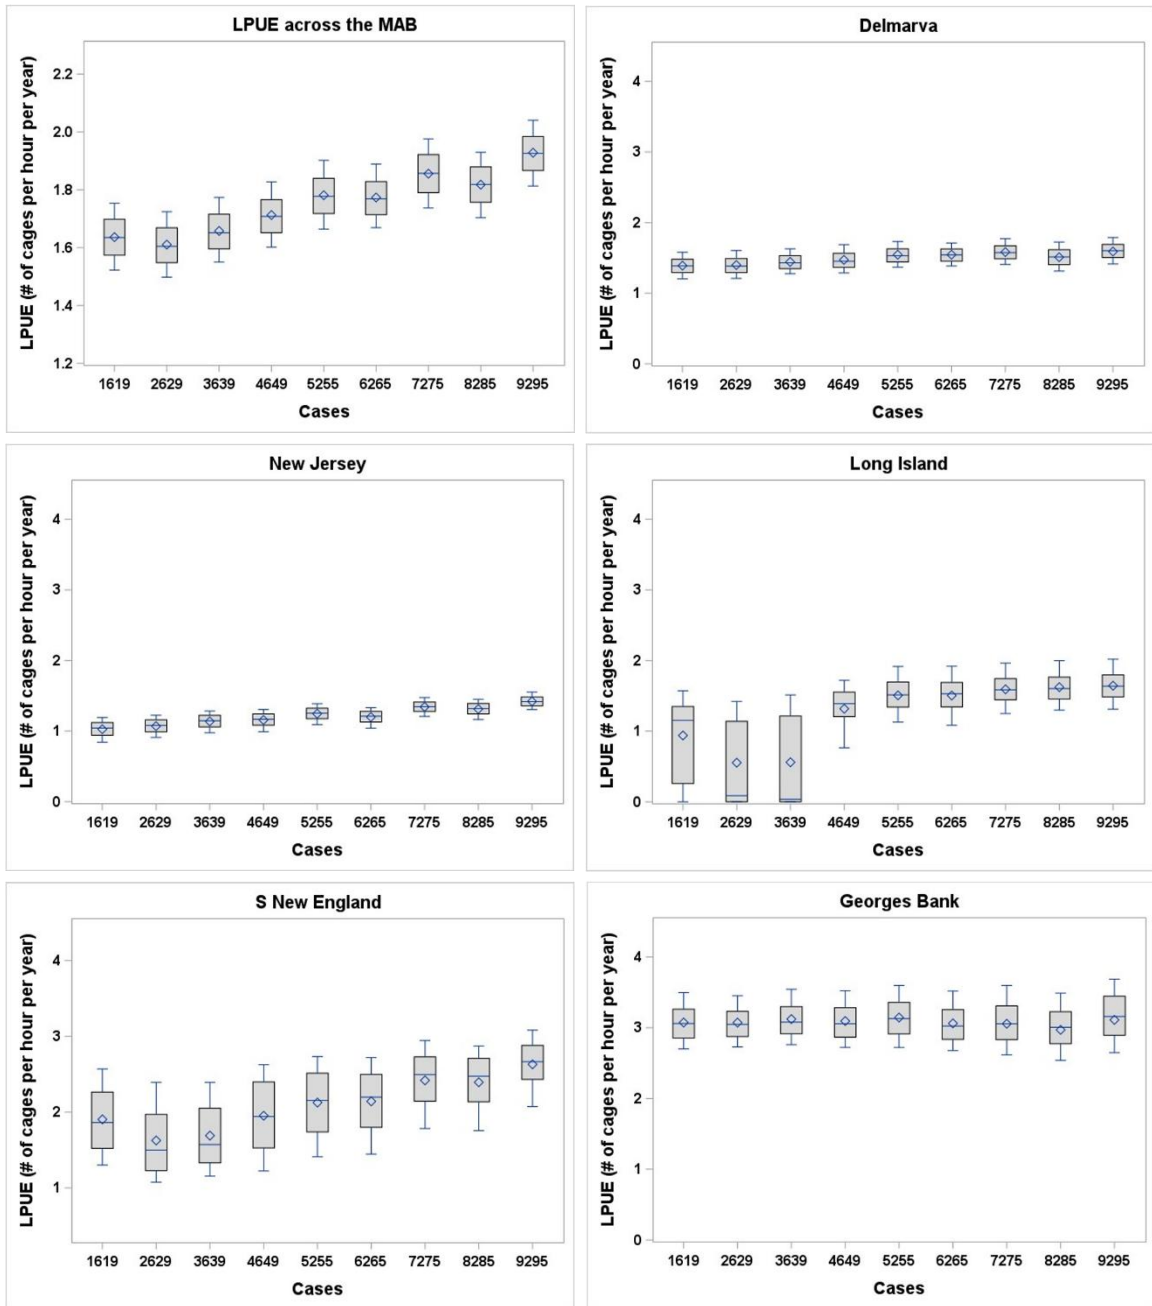 LPUE across the MAB
LPUE (# of cages per hour per year)
2.2
2.0
1.8
1.6
1.4
1.2
1619 2629 3639 4649 5255 6265 7275 8285 9295
Cases
Delmarva
LPUE (# of cages per hour per year)
4
3
2
1
0
1619 2629 3639 4649 5255 6265 7275 8285 9295
Cases
New Jersey
LPUE (# of cages per hour per year)
4
3
2
1
0
1619 2629 3639 4649 5255 6265 7275 8285 9295
Cases
Long Island
LPUE (# of cages per hour per year)
4
3
2
1
0
1619 2629 3639 4649 5255 6265 7275 8285 9295
Cases
S New England
LPUE (# of cages per hour per year)
4
3
2
1
1619 2629 3639 4649 5255 6265 7275 8285 9295
Cases
Georges Bank
LPUE (# of cages per hour per year)
4
3
2
1
0
1619 2629 3639 4649 5255 6265 7275 8285 9295
Cases